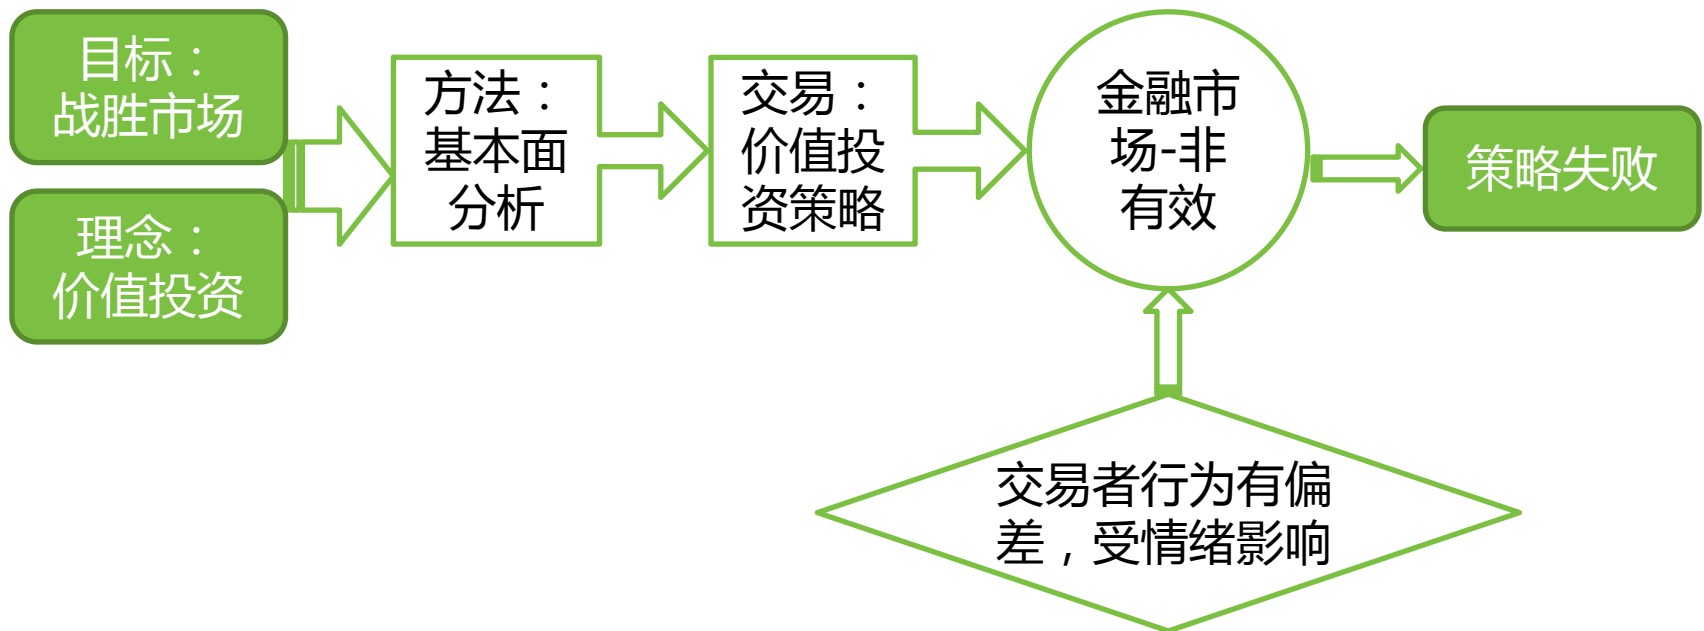 目标：
战胜市场
理念：
价值投资
方法：
基本面
分析
交易：
价值投
资策略
金融市
场-非
有效
策略失败
交易者行为有偏
差，受情绪影响